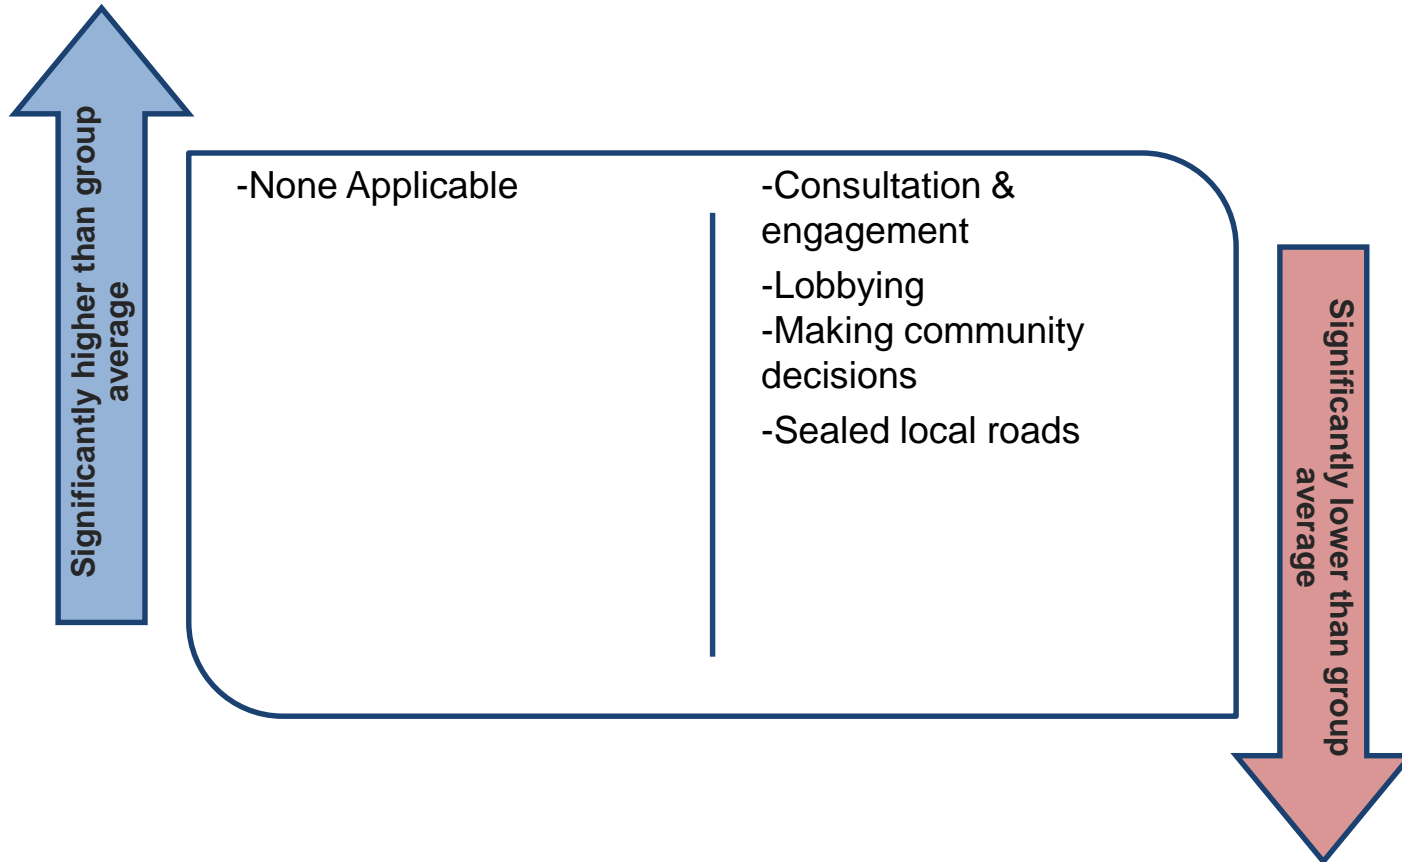 Significantly higher than group
average
-None Applicable
-Consultation &
engagement
-Lobbying
-Making community
decisions
-Sealed local roads
Significantly lower than group
average